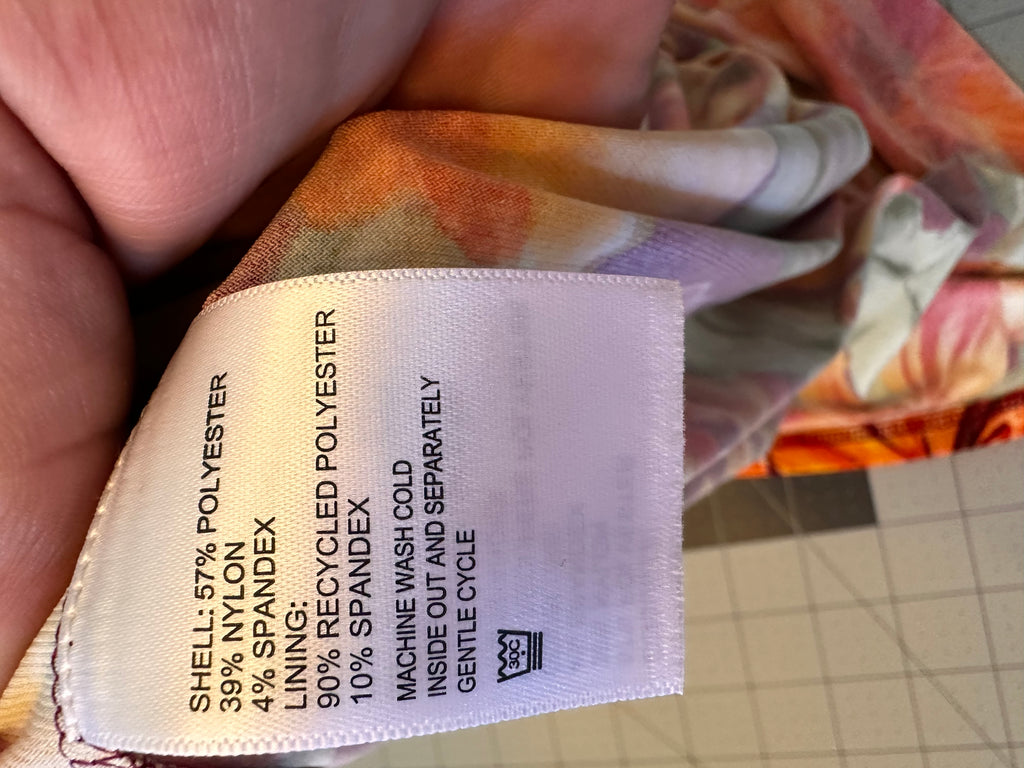 SHELL: 57% POLYESTER
39% NYLON
4% SPANDEX
LINING:
90% RECYCLED POLYESTER
10% SPANDEX
MACHINE WASH COLD
INSIDE OUT AND SEPARATELY
GENTLE CYCLE
30C